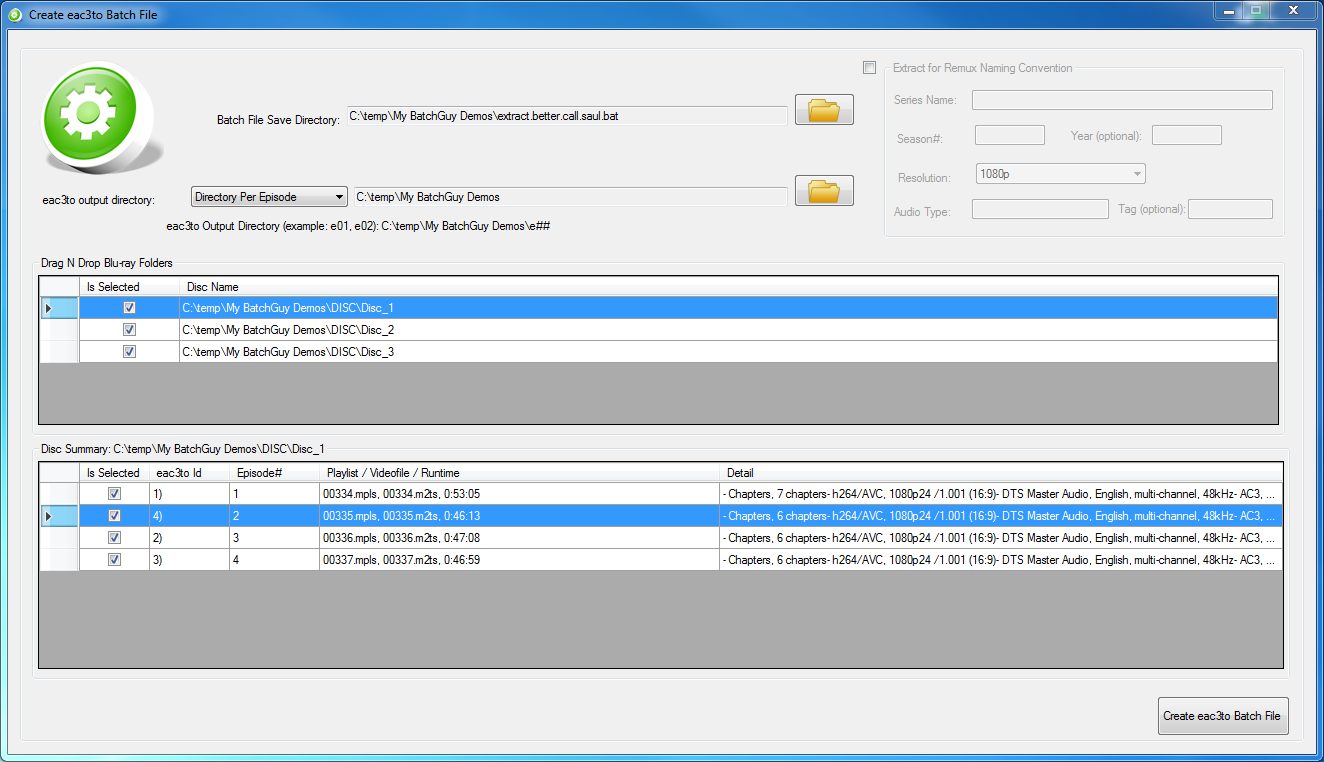 Create eac3to Batch File
Extract for Remux Naming Convention
Batch File Save Directory: C:\temp\My BatchGuy Demos\extract.better.call.saul.bat
Series Name:
Season#: Year (optional):
Resolution: 1080p
Audio Type: Tag (optional):
eac3to output directory: Directory Per Episode C:\temp\My BatchGuy Demos
eac3to Output Directory (example: e01, e02): C:\temp\My BatchGuy Demos\e##
Drag N Drop Blu-ray Folders
Is Selected Disc Name
C:\temp\My BatchGuy Demos\DISC\Disc_1
C:\temp\My BatchGuy Demos\DISC\Disc_2
C:\temp\My BatchGuy Demos\DISC\Disc_3
Disc Summary: C:\temp\My BatchGuy Demos\DISC\Disc_1
Is Selected eac3to Id Episode# Playlist / Videofile / Runtime Detail
1) 1 00334.mpls, 00334.m2ts, 0:53:05 - Chapters, 7 chapters- h264/AVC, 1080p24 /1.001 (16:9)- DTS Master Audio, English, multi-channel, 48kHz- AC3, ...
4) 2 00335.mpls, 00335.m2ts, 0:46:13 - Chapters, 6 chapters- h264/AVC, 1080p24 /1.001 (16:9)- DTS Master Audio, English, multi-channel, 48kHz- AC3, ...
2) 3 00336.mpls, 00336.m2ts, 0:47:08 - Chapters, 6 chapters- h264/AVC, 1080p24 /1.001 (16:9)- DTS Master Audio, English, multi-channel, 48kHz- AC3, ...
3) 4 00337.mpls, 00337.m2ts, 0:46:59 - Chapters, 6 chapters- h264/AVC, 1080p24 /1.001 (16:9)- DTS Master Audio, English, multi-channel, 48kHz- AC3, ...
Create eac3to Batch File